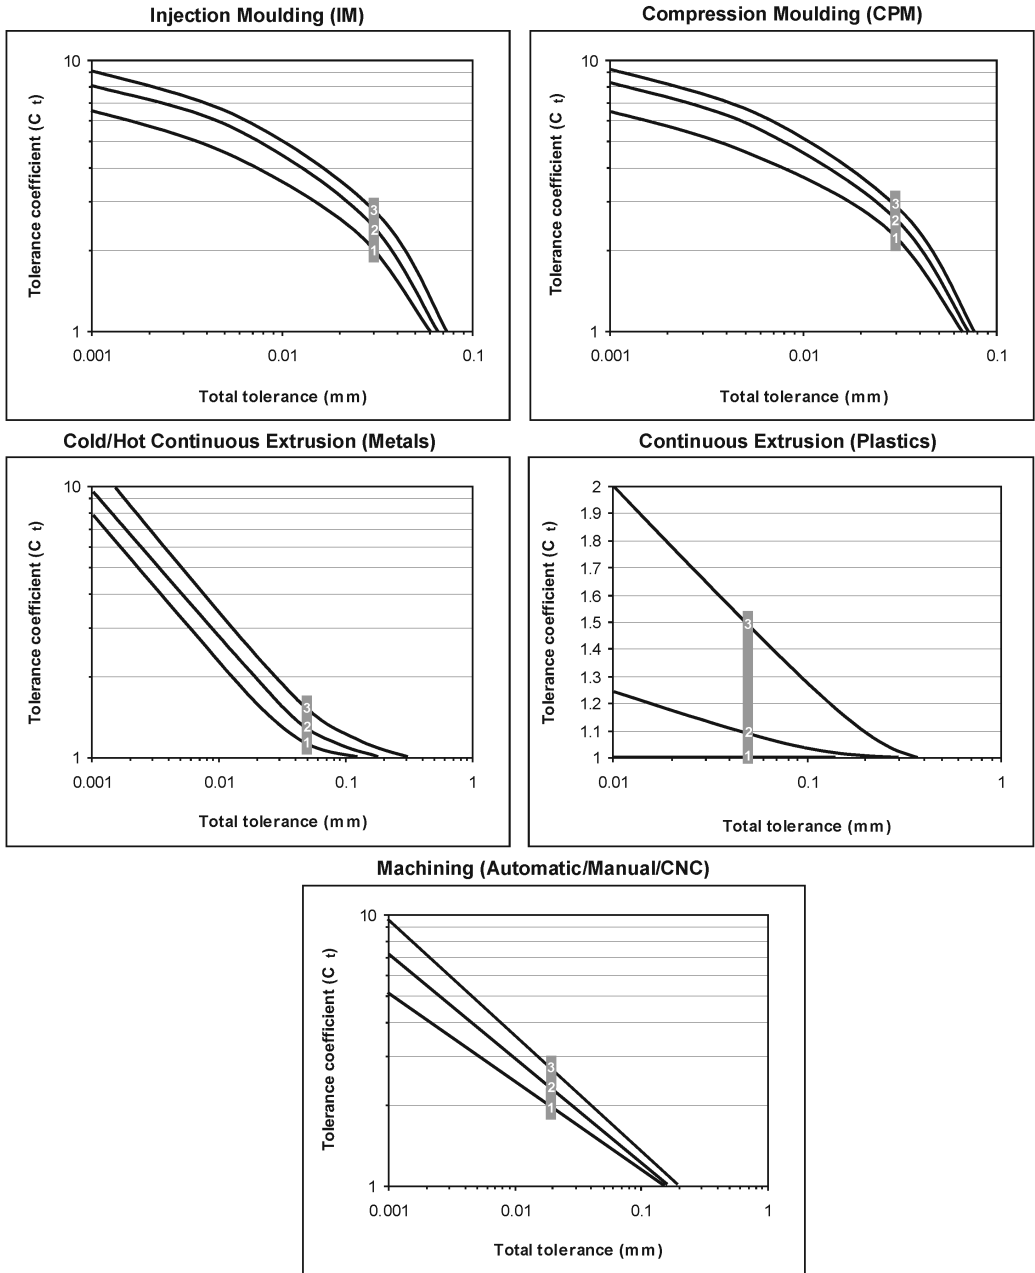 Injection Moulding (IM)
Tolerance coefficient (C t)
10
1
3
2
1
0.001 0.01 0.1
Total tolerance (mm)
Compression Moulding (CPM)
Tolerance coefficient (C t)
10
1
3
2
1
0.001 0.01 0.1
Total tolerance (mm)
Cold/Hot Continuous Extrusion (Metals)
Tolerance coefficient (C t)
10
1
3
2
1
0.001 0.01 0.1 1
Total tolerance (mm)
Continuous Extrusion (Plastics)
Tolerance coefficient (C t)
2
1.9
1.8
1.7
1.6
1.5
1.4
1.3
1.2
1.1
1
3
2
1
0.01 0.1 1
Total tolerance (mm)
Machining (Automatic/Manual/CNC)
Tolerance coefficient (C t)
10
1
3
2
1
0.001 0.01 0.1 1
Total tolerance (mm)